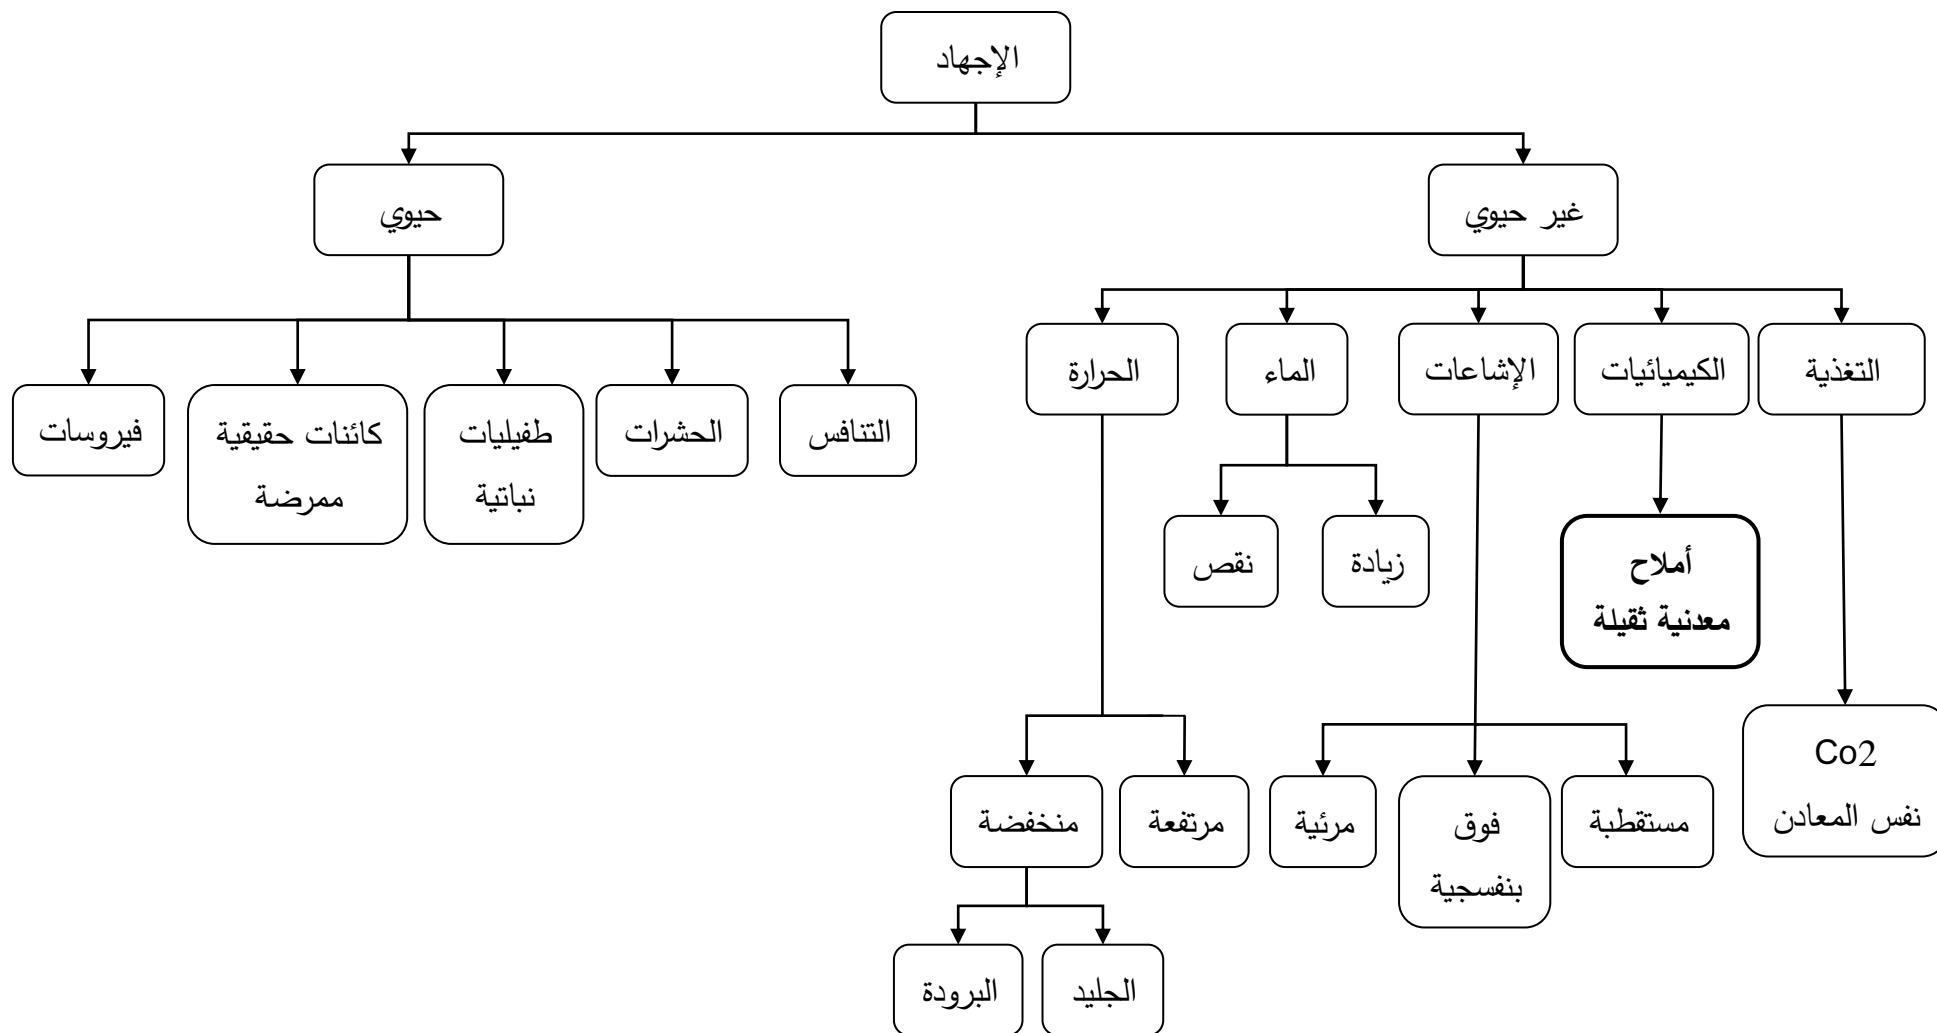 الإجهاد
غير حيوي
حيوي
التغذية
الكيميائيات
الإشاعات
الماء
الحرارة
التنافس
الحشرات
طفيليات
نباتية
كائنات حقيقية
ممرضة
فيروسات
أملاح
معدنية ثقيلة
زيادة
نقص
Co2
نفس المعادن
مستقطبة
فوق
بنفسجية
مرئية
مرتفعة
منخفضة
الجليد
البرودة